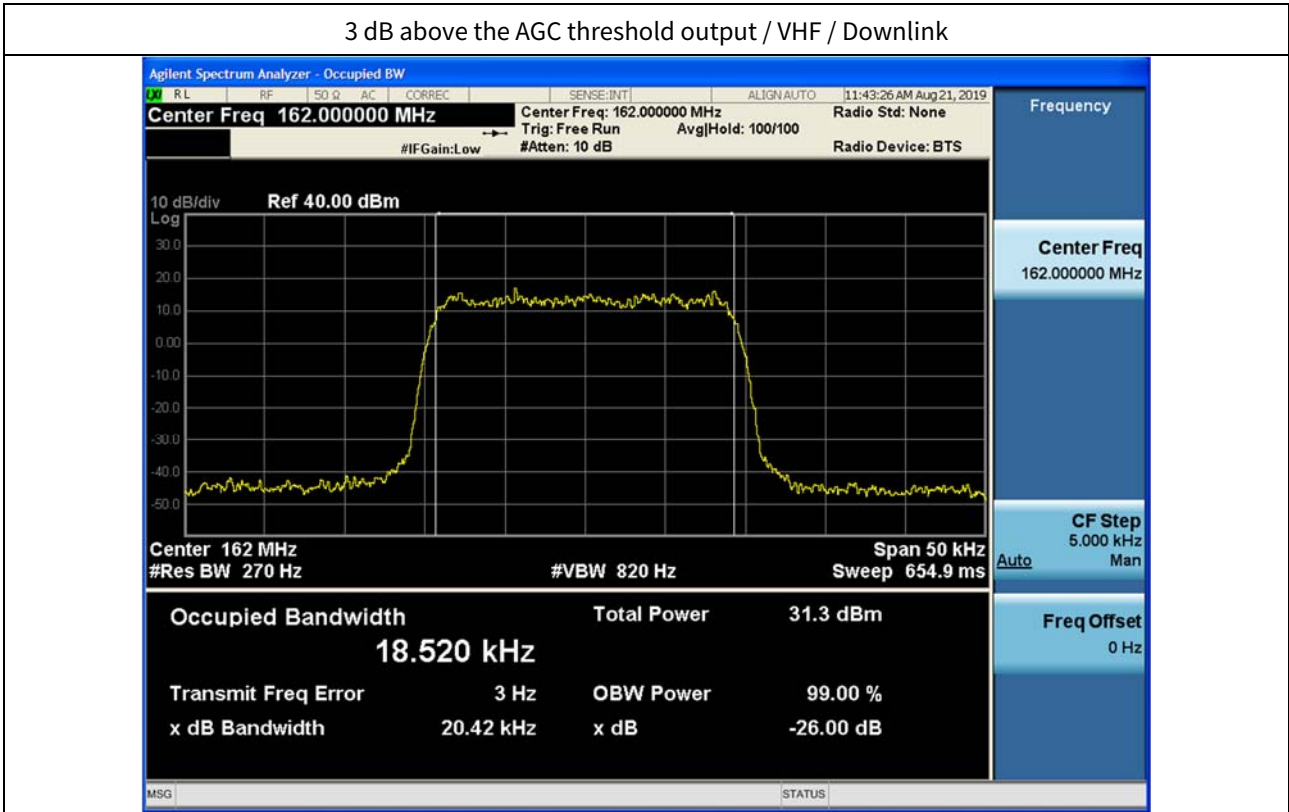 3 dB above the AGC threshold output / VHF / Downlink
Agilent Spectrum Analyzer - Occupied BW
LXI RL RF 50 Ω AC CORREC SENSE:INT ALIGN AUTO 11:43:26 AM Aug 21, 2019
Center Freq 162.000000 MHz
Center Freq: 162.000000 MHz
Radio Std: None
Trig: Free Run Avg|Hold: 100/100
#IFGain:Low #Atten: 10 dB Radio Device: BTS
10 dB/div Ref 40.00 dBm
Log
30.0
20.0
10.0
0.00
-10.0
-20.0
-30.0
-40.0
-50.0
Center 162 MHz Span 50 kHz
#Res BW 270 Hz #VBW 820 Hz Sweep 654.9 ms
Occupied Bandwidth Total Power 31.3 dBm
18.520 kHz
Transmit Freq Error 3 Hz OBW Power 99.00 %
x dB Bandwidth 20.42 kHz x dB -26.00 dB
MSG STATUS
Frequency
Center Freq
162.000000 MHz
CF Step
5.000 kHz
Auto Man
Freq Offset
0 Hz